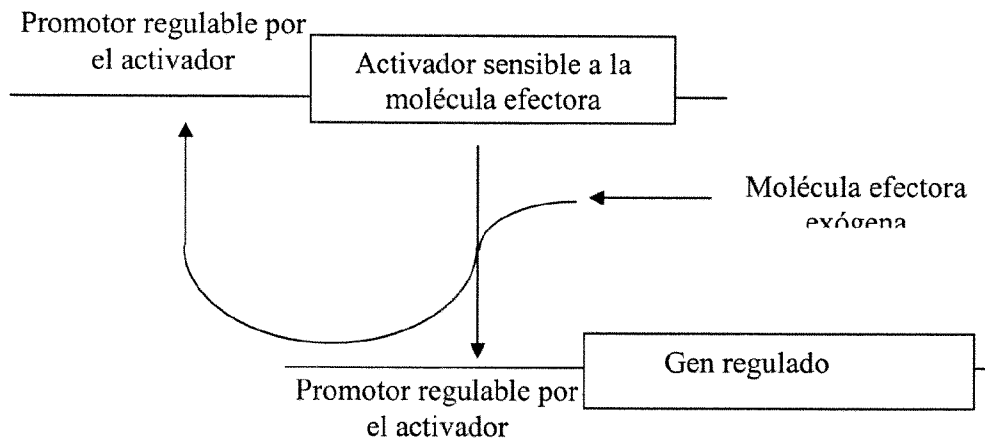 Promotor regulable por
el activador
Activador sensible a la
molécula efectora
Molécula efectora
exógena
Gen regulado
Promotor regulable por
el activador